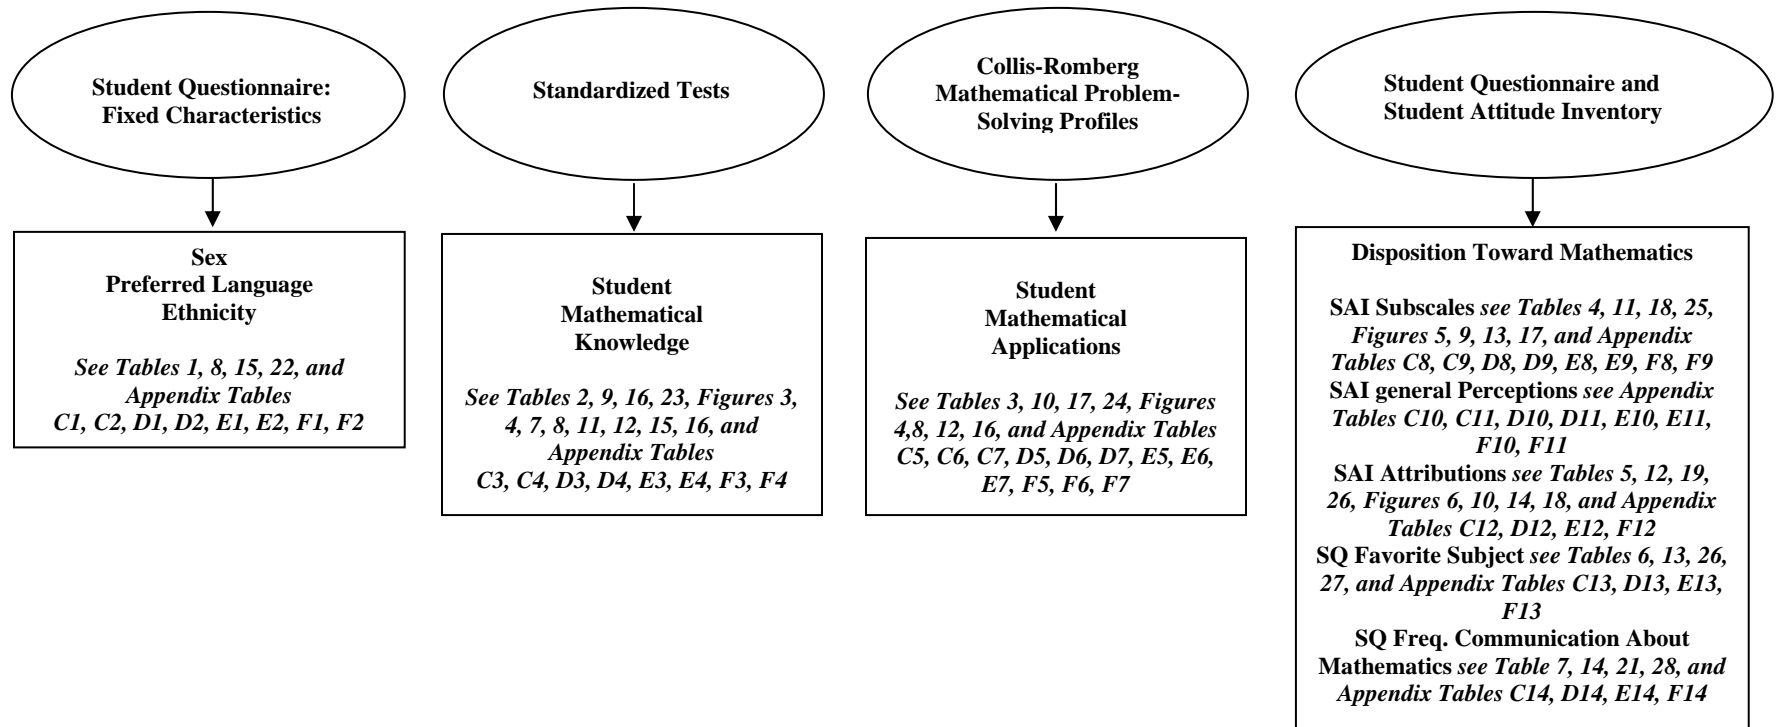 Student Questionnaire:
Fixed Characteristics
Standardized Tests
Collis-Romberg
Mathematical Problem-
Solving Profiles
Student Questionnaire and
Student Attitude Inventory
Sex
Preferred Language
Ethnicity
See Tables 1, 8, 15, 22, and
Appendix Tables
C1, C2, D1, D2, E1, E2, F1, F2
Student
Mathematical
Knowledge
See Tables 2, 9, 16, 23, Figures 3,
4, 7, 8, 11, 12, 15, 16, and
Appendix Tables
C3, C4, D3, D4, E3, E4, F3, F4
Student
Mathematical
Applications
See Tables 3, 10, 17, 24, Figures
4,8, 12, 16, and Appendix Tables
C5, C6, C7, D5, D6, D7, E5, E6,
E7, F5, F6, F7
Disposition Toward Mathematics
SAI Subscales see Tables 4, 11, 18, 25,
Figures 5, 9, 13, 17, and Appendix
Tables C8, C9, D8, D9, E8, E9, F8, F9
SAI general Perceptions see Appendix
Tables C10, C11, D10, D11, E10, E11,
F10, F11
SAI Attributions see Tables 5, 12, 19,
26, Figures 6, 10, 14, 18, and Appendix
Tables C12, D12, E12, F12
SQ Favorite Subject see Tables 6, 13, 26,
27, and Appendix Tables C13, D13, E13,
F13
SQ Freq. Communication About
Mathematics see Table 7, 14, 21, 28, and
Appendix Tables C14, D14, E14, F14